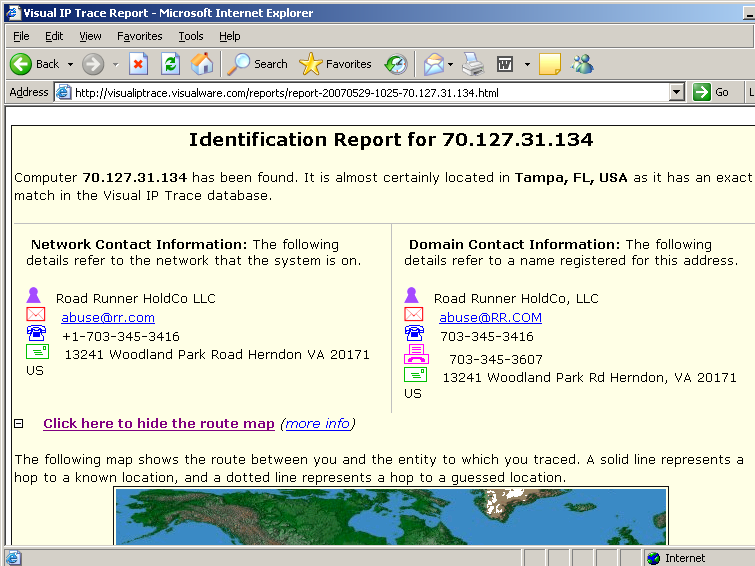 Visual IP Trace Report - Microsoft Internet Explorer
File Edit View Favorites Tools Help
Back Search Favorites
Address http://visualiptrace.visualware.com/reports/report-20070529-1025-70.127.31.134.html Go L
Identification Report for 70.127.31.134
Computer 70.127.31.134 has been found. It is almost certainly located in Tampa, FL, USA as it has an exact
match in the Visual IP Trace database.
Network Contact Information: The following
details refer to the network that the system is on.
Road Runner HoldCo LLC
abuse@rr.com
+1-703-345-3416
13241 Woodland Park Road Herndon VA 20171
US
Domain Contact Information: The following
details refer to a name registered for this address.
Road Runner HoldCo, LLC
abuse@RR.COM
703-345-3416
703-345-3607
13241 Woodland Park Rd Herndon, VA 20171
US
Click here to hide the route map (more info)
The following map shows the route between you and the entity to which you traced. A solid line represents a
hop to a known location, and a dotted line represents a hop to a guessed location.
Internet